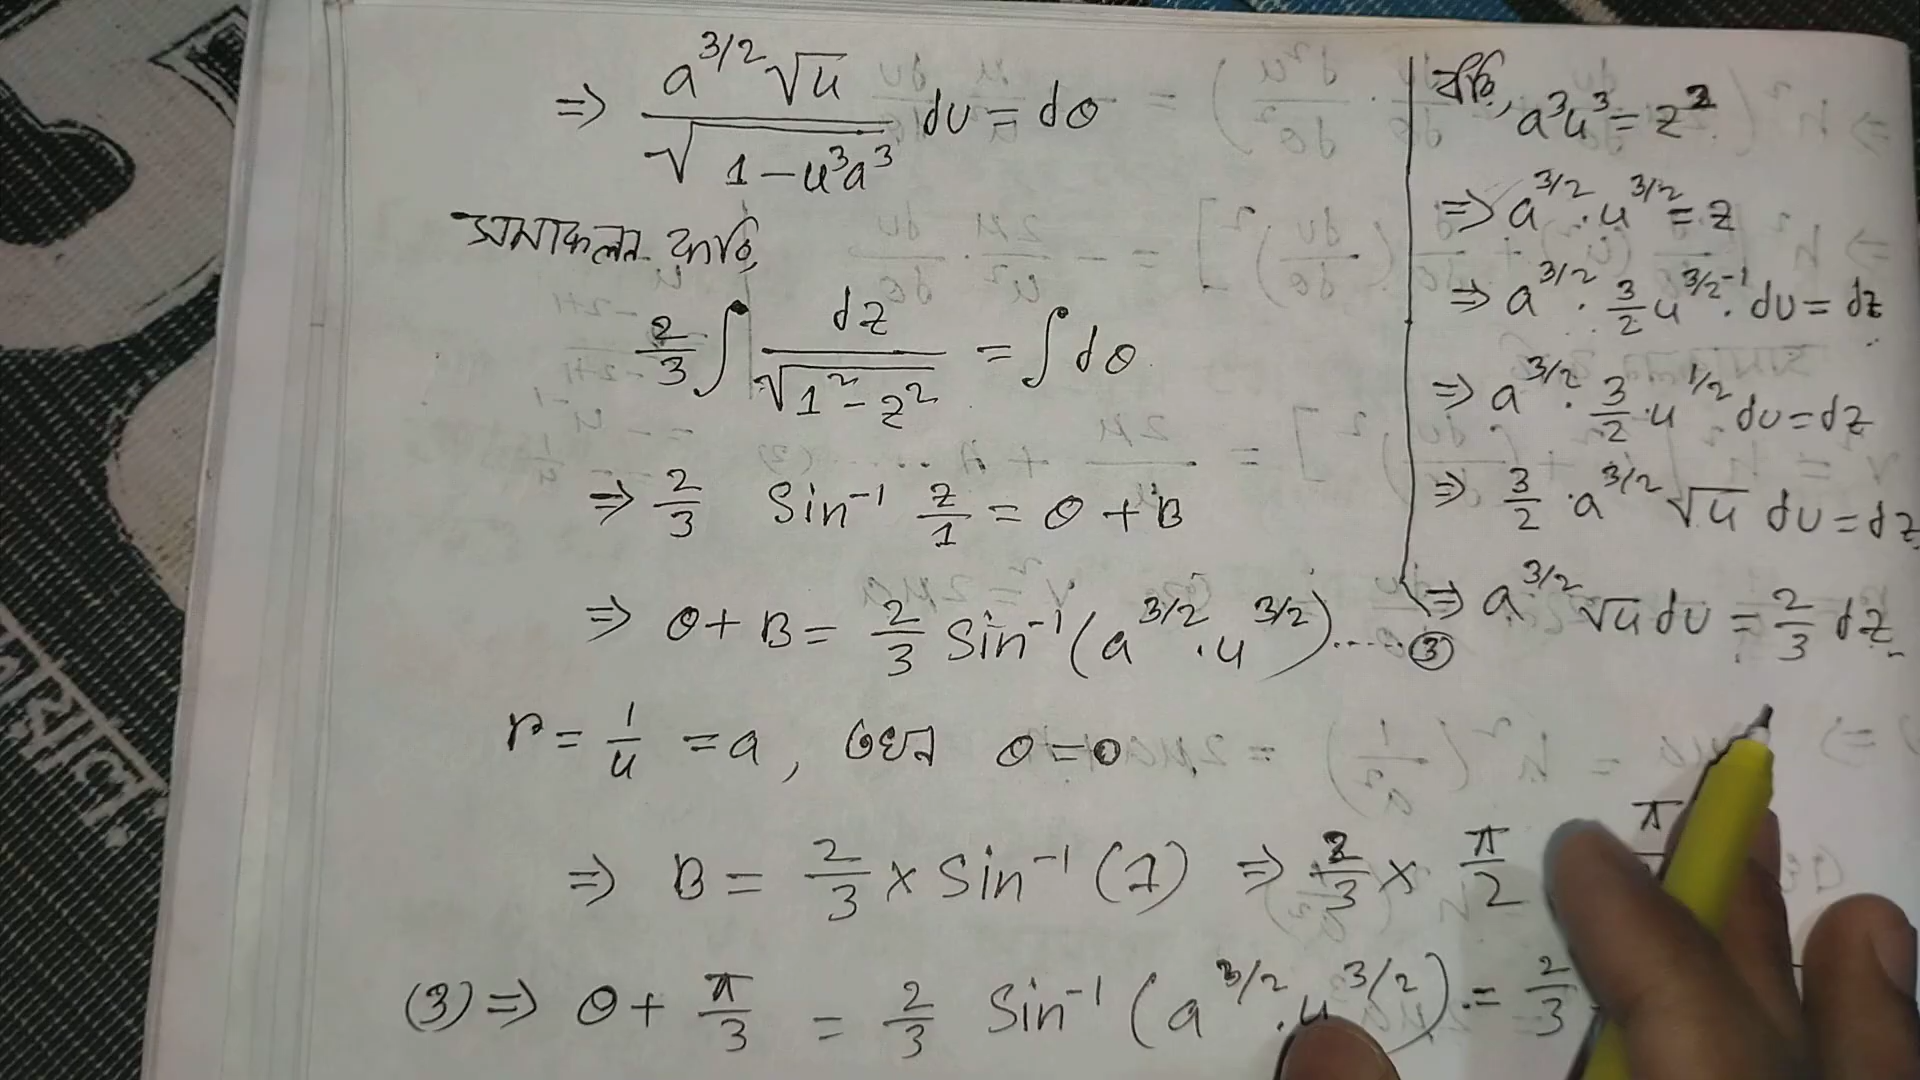 ⇒ a^{3/2}√u / √(1-u³a³) du = dθ
সমাকলন করি,
2/3 ∫ dz / √(1²-z²) = ∫ dθ
⇒ 2/3 Sin⁻¹ z/1 = θ + B
⇒ θ + B = 2/3 Sin⁻¹ (a^{3/2} . u^{3/2}) ..... ③
r = 1/u = a , θ = 0
⇒ B = 2/3 × Sin⁻¹ (1) ⇒ 2/3 × π/2
(3) ⇒ θ + π/3 = 2/3 Sin⁻¹ (a^{3/2} . u^{3/2}) . = 2/3
ধরি, a³u³ = z²
⇒ a^{3/2} . u^{3/2} = z
⇒ a^{3/2} . 3/2 u^{3/2-1} . du = dz
⇒ a^{3/2} . 3/2 . u^{1/2} du = dz
⇒ 3/2 . a^{3/2} √u du = dz
⇒ a^{3/2} √u du = 2/3 dz